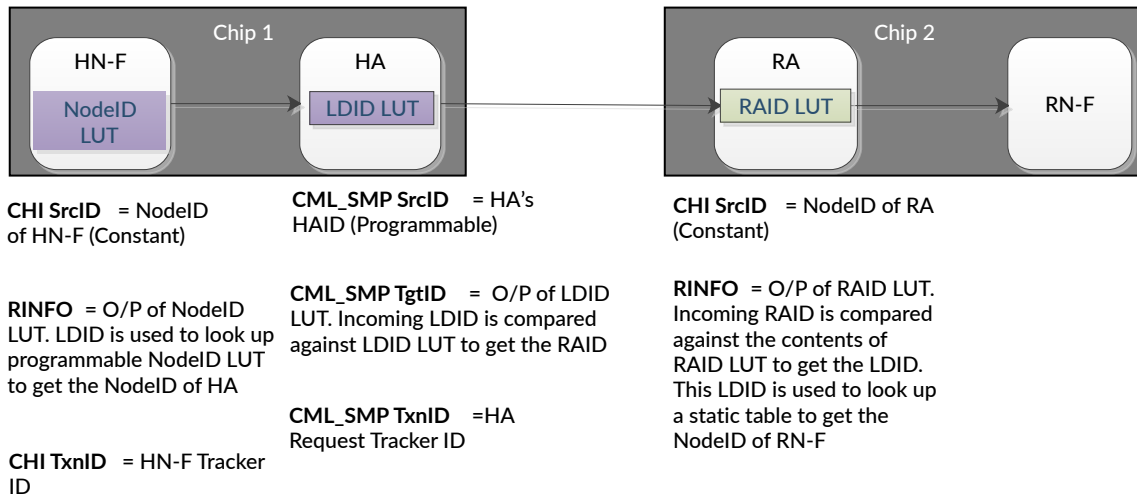 Chip 1
HN-F
NodeID
LUT
HA
LDID LUT
Chip 2
RA
RAID LUT
RN-F
CHI SrcID = NodeID
of HN-F (Constant)
RINFO = O/P of NodeID
LUT. LDID is used to look up
programmable NodeID LUT
to get the NodeID of HA
CHI TxnID = HN-F Tracker
ID
CML_SMP SrcID = HA’s
HAID (Programmable)
CML_SMP TgtID = O/P of LDID
LUT. Incoming LDID is compared
against LDID LUT to get the RAID
CML_SMP TxnID =HA
Request Tracker ID
CHI SrcID = NodeID of RA
(Constant)
RINFO = O/P of RAID LUT.
Incoming RAID is compared
against the contents of
RAID LUT to get the LDID.
This LDID is used to look up
a static table to get the
NodeID of RN-F